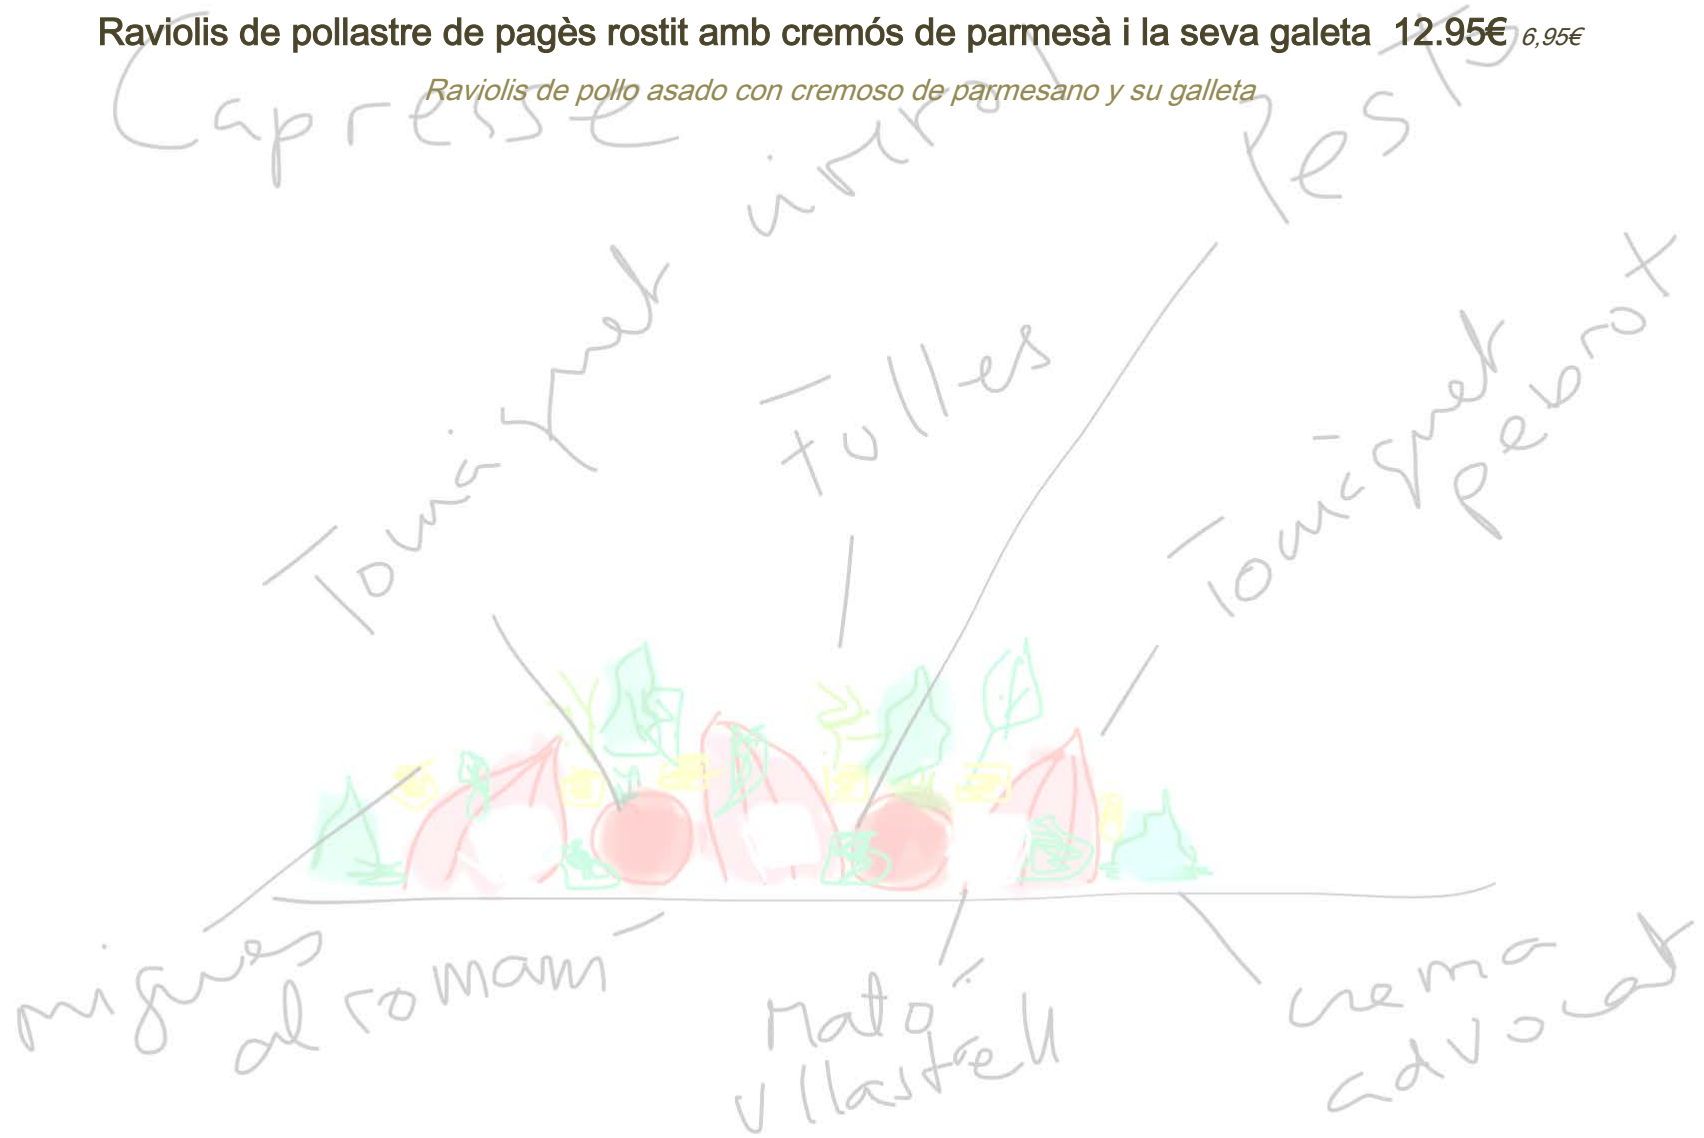 Raviolis de pollastre de pagès rostit amb cremós de parmesà i la seva galeta 12.95€ 6,95€
Raviolis de pollo asado con cremoso de parmesano y su galleta
Capresse
Pesto
Tomàquet
Fulles
Tomàquet
pebrot
migues
al romaní
Mató
Ullastrell
crema
advocat